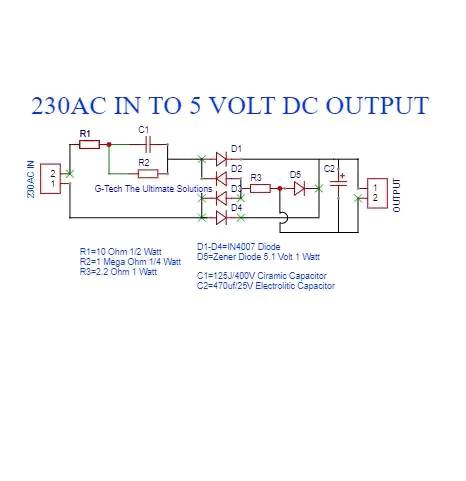 230AC IN TO 5 VOLT DC OUTPUT
R1
C1
R2
D1
D2
D3
D4
R3
D5
C2
+
230AC IN
2
1
1
2
OUTPUT
G-Tech The Ultimate Solutions
R1=10 Ohm 1/2 Watt
R2=1 Mega Ohm 1/4 Watt
R3=2.2 Ohm 1 Watt
D1-D4=IN4007 Diode
D5=Zener Diode 5.1 Volt 1 Watt
C1=125J/400V Ciramic Capacitor
C2=470uf/25V Electrolitic Capacitor